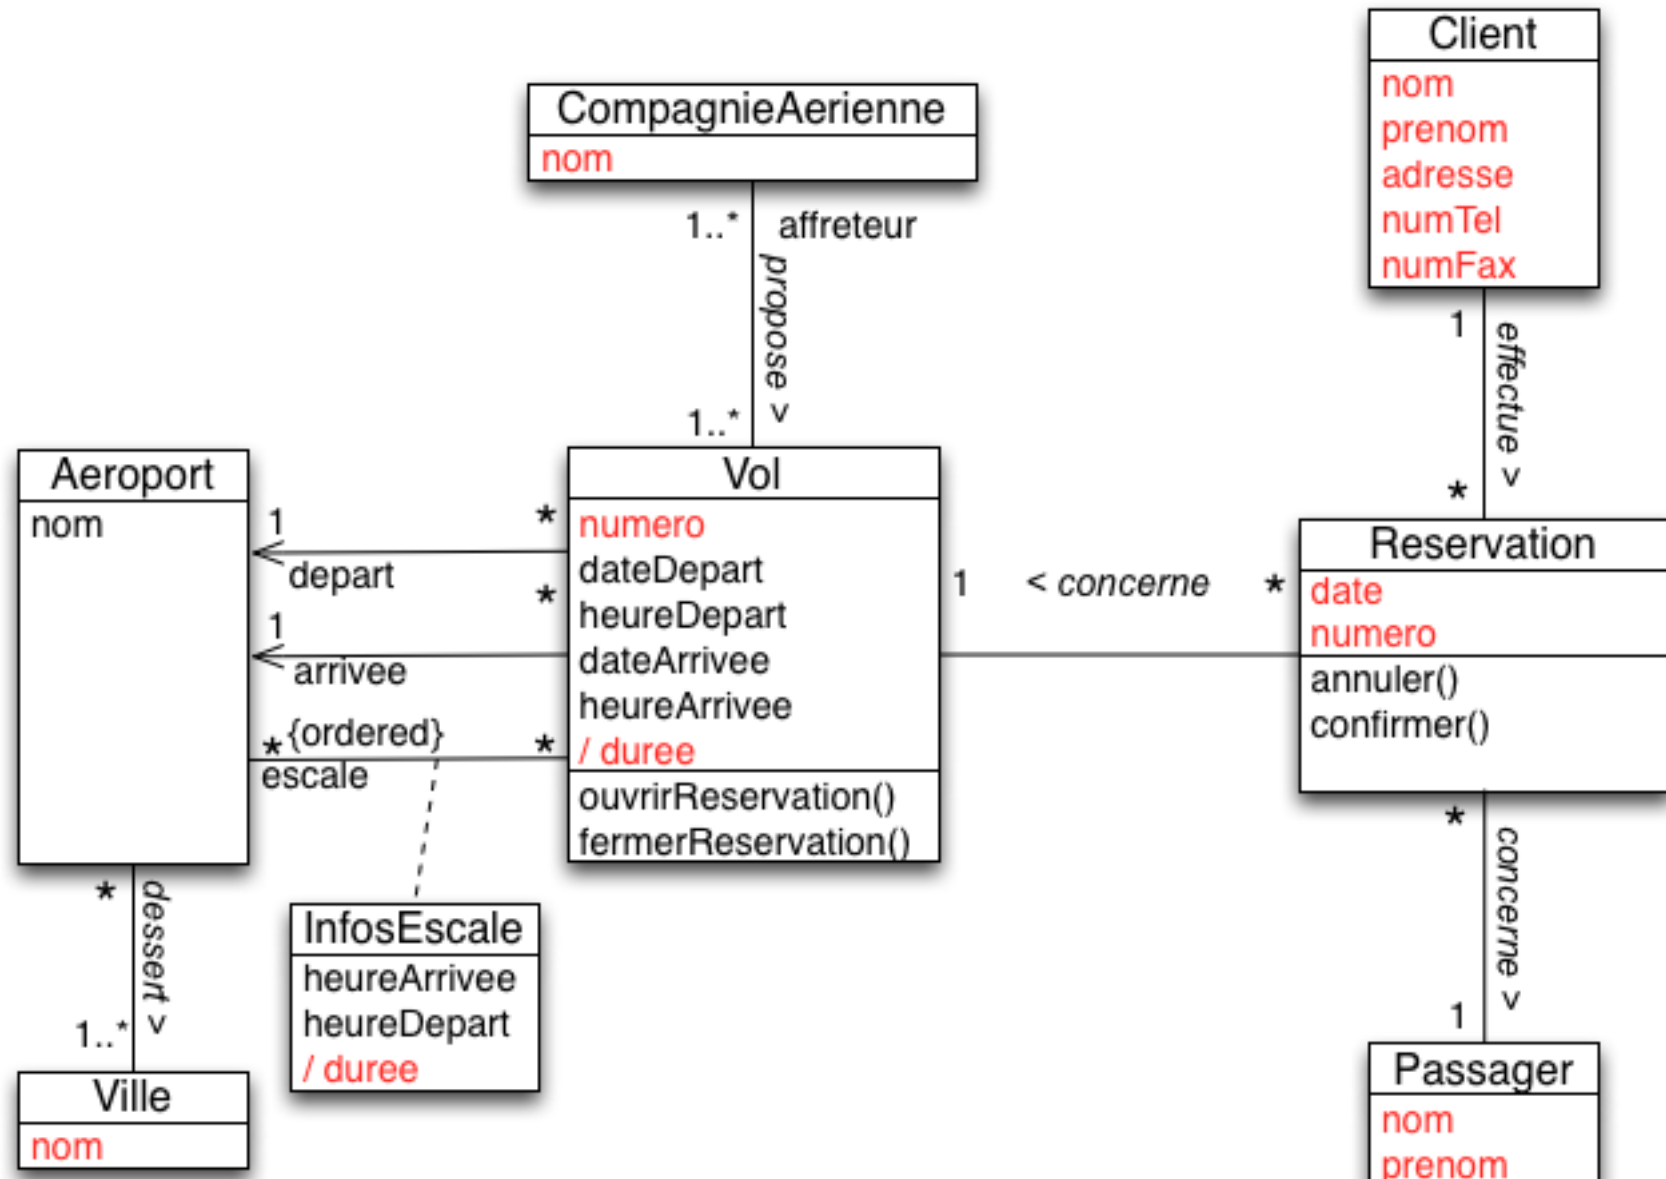 Client
nom
prenom
adresse
numTel
numFax
CompagnieAerienne
nom
1..* affreteur
propose >
1..*
1
effectue >
*
Aeroport
nom
Vol
numero
dateDepart
heureDepart
dateArrivee
heureArrivee
/ duree
ouvrirReservation()
fermerReservation()
1 *
depart
1 *
arrivee
* {ordered} *
escale
1 < concerne *
Reservation
date
numero
annuler()
confirmer()
*
concerne >
1
*
dessert >
1..*
InfosEscale
heureArrivee
heureDepart
/ duree
Ville
nom
Passager
nom
prenom